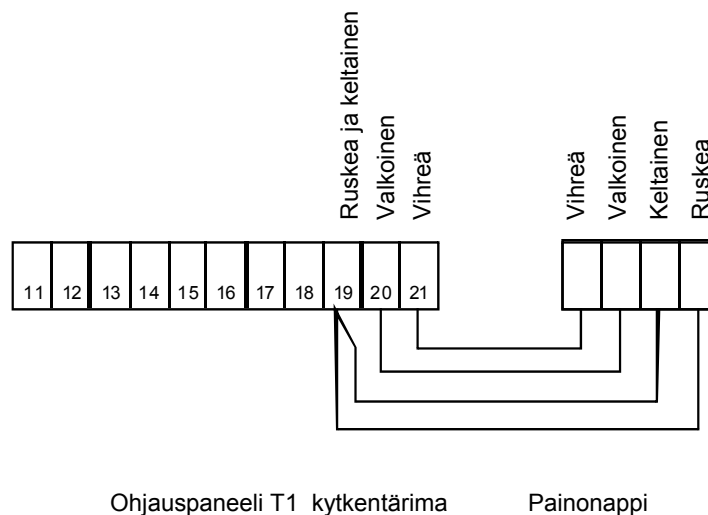 Ruskea ja keltainen
Valkoinen
Vihreä
Vihreä
Valkoinen
Keltainen
Ruskea
11 12 13 14 15 16 17 18 19 20 21
Ohjauspaneeli T1 kytkentärima
Painonappi